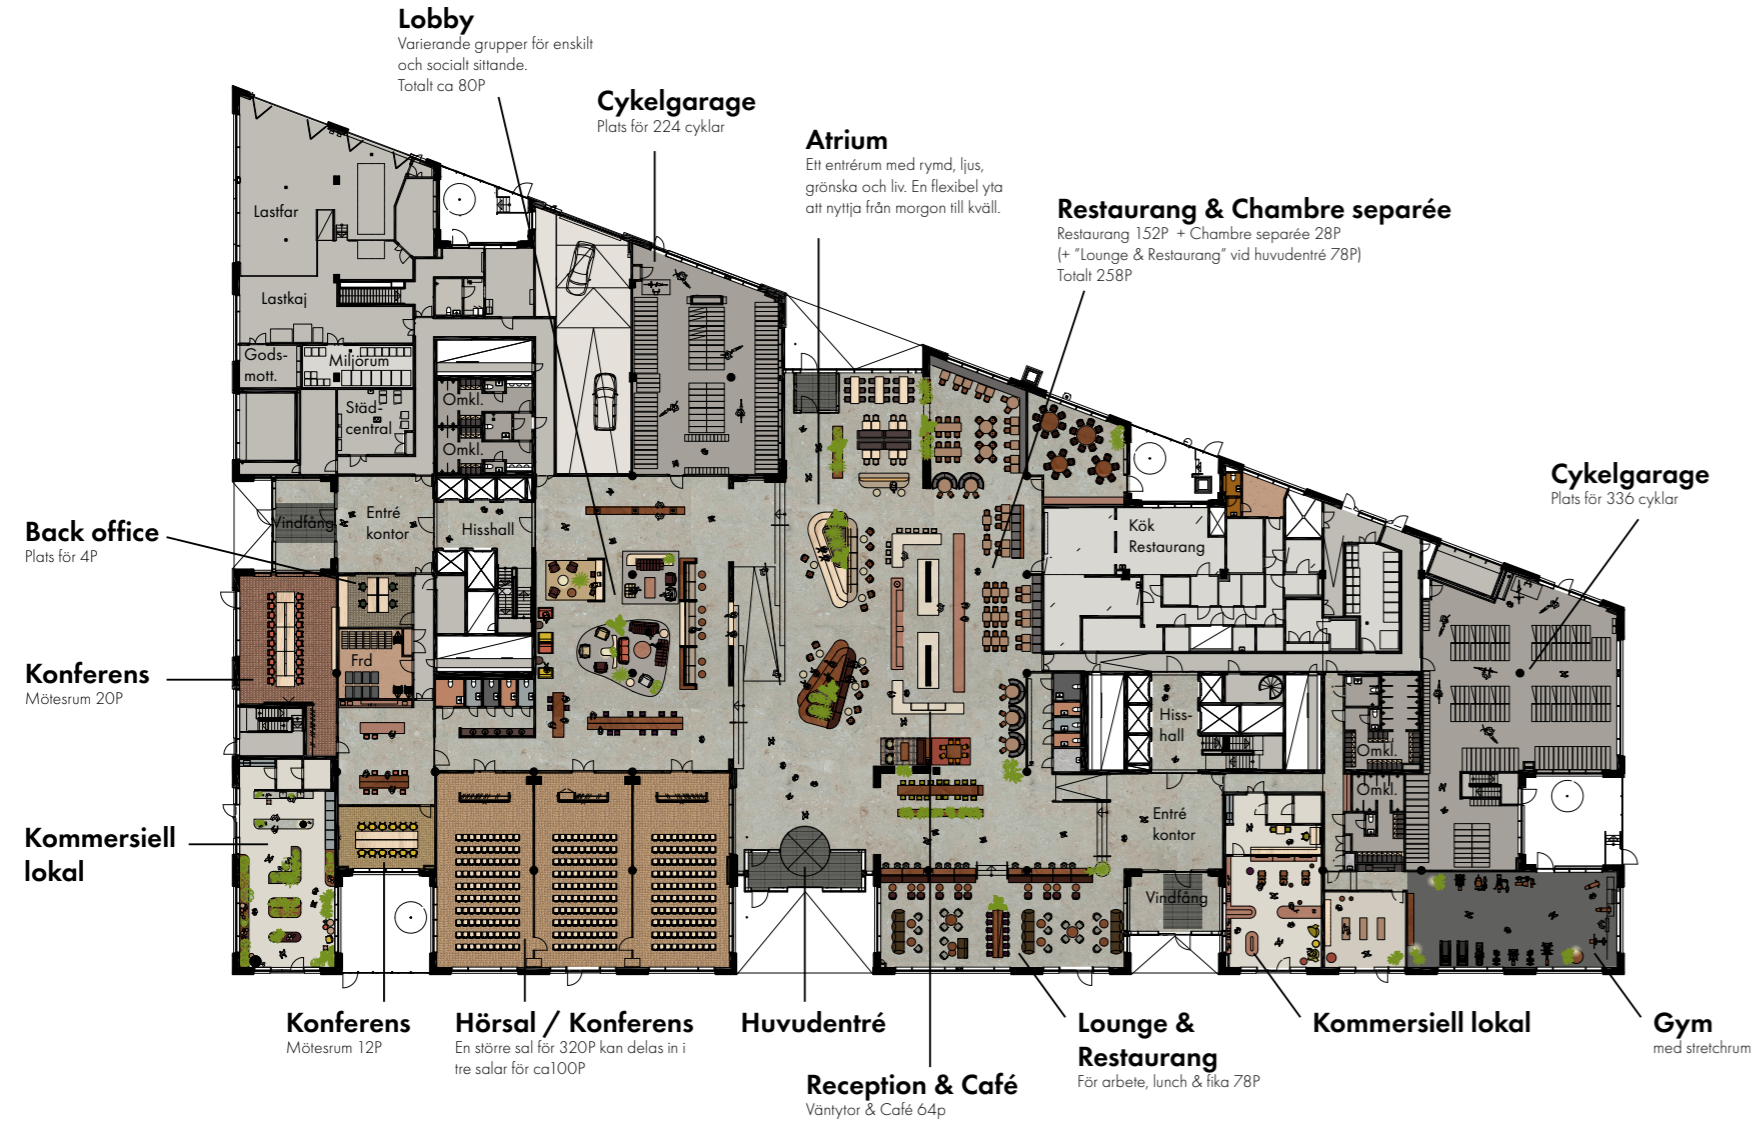 Lobby
Varierande grupper för enskilt
och socialt sittande.
Totalt ca 80P
Cykelgarage
Plats för 224 cyklar
Atrium
Ett entrérum med rymd, ljus,
grönska och liv. En flexibel yta
att nyttja från morgon till kväll.
Restaurang & Chambre separée
Restaurang 152P + Chambre separée 28P
(+ "Lounge & Restaurang" vid huvudentré 78P)
Totalt 258P
Cykelgarage
Plats för 336 cyklar
Back office
Plats för 4P
Konferens
Mötesrum 20P
Kommersiell
lokal
Lastfar
Lastkaj
Gods-
mott.
Miljörum
Städ-
central
Omkl.
Omkl.
Vindfång
Entré
kontor
Hisshall
Frd
Kök
Restaurang
Hiss-
hall
Omkl.
Omkl.
Entré
kontor
Vindfång
Konferens
Mötesrum 12P
Hörsal / Konferens
En större sal för 320P kan delas in i
tre salar för ca100P
Huvudentré
Reception & Café
Väntytor & Café 64p
Lounge &
Restaurang
För arbete, lunch & fika 78P
Kommersiell lokal
Gym
med stretchrum